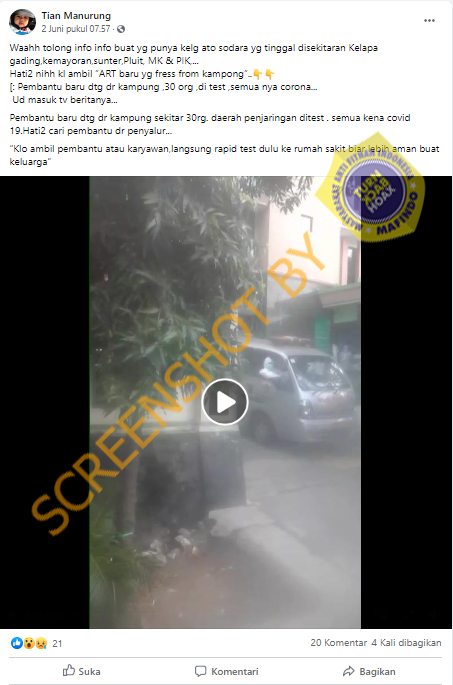 Tian Manurung
2 Juni pukul 07.57 ·
Waahh tolong info info buat yg punya kelg ato sodara yg tinggal disekitaran Kelapa
gading,kemayoran,sunter,Pluit, MK & PIK,...
Hati2 nihh kl ambil "ART baru yg fress from kampong"..👇👇
[: Pembantu baru dtg dr kampung ,30 org ,di test ,semua nya corona...
Ud masuk tv beritanya...
Pembantu baru dtg dr kampung sekitar 30rg. daerah penjaringan ditest . semua kena covid
19.Hati2 cari pembantu dr penyalur...
"Klo ambil pembantu atau karyawan,langsung rapid test dulu ke rumah sakit biar lebih aman buat
keluarga"
MASYARAKAT ANTI FITNAH INDONESIA
TURN BACK HOAX
MAFINDO
SCREENSHOT BY
21
20 Komentar 4 Kali dibagikan
Suka
Komentari
Bagikan